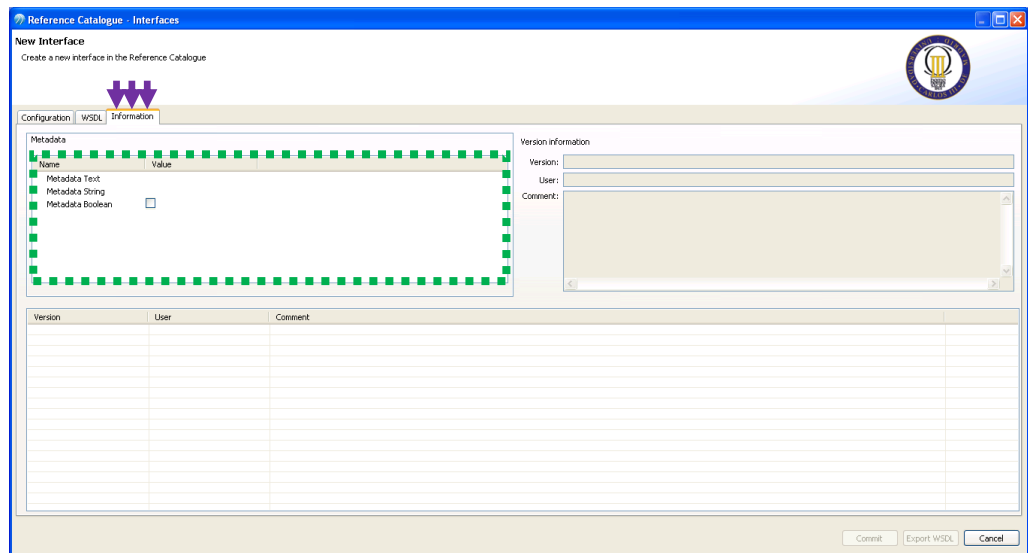 Reference Catalogue - Interfaces
New Interface
Create a new interface in the Reference Catalogue
Configuration WSDL Information
Metadata
Name Value
Metadata Text
Metadata String
Metadata Boolean
Version information
Version:
User:
Comment:
Version User Comment
Commit Export WSDL Cancel